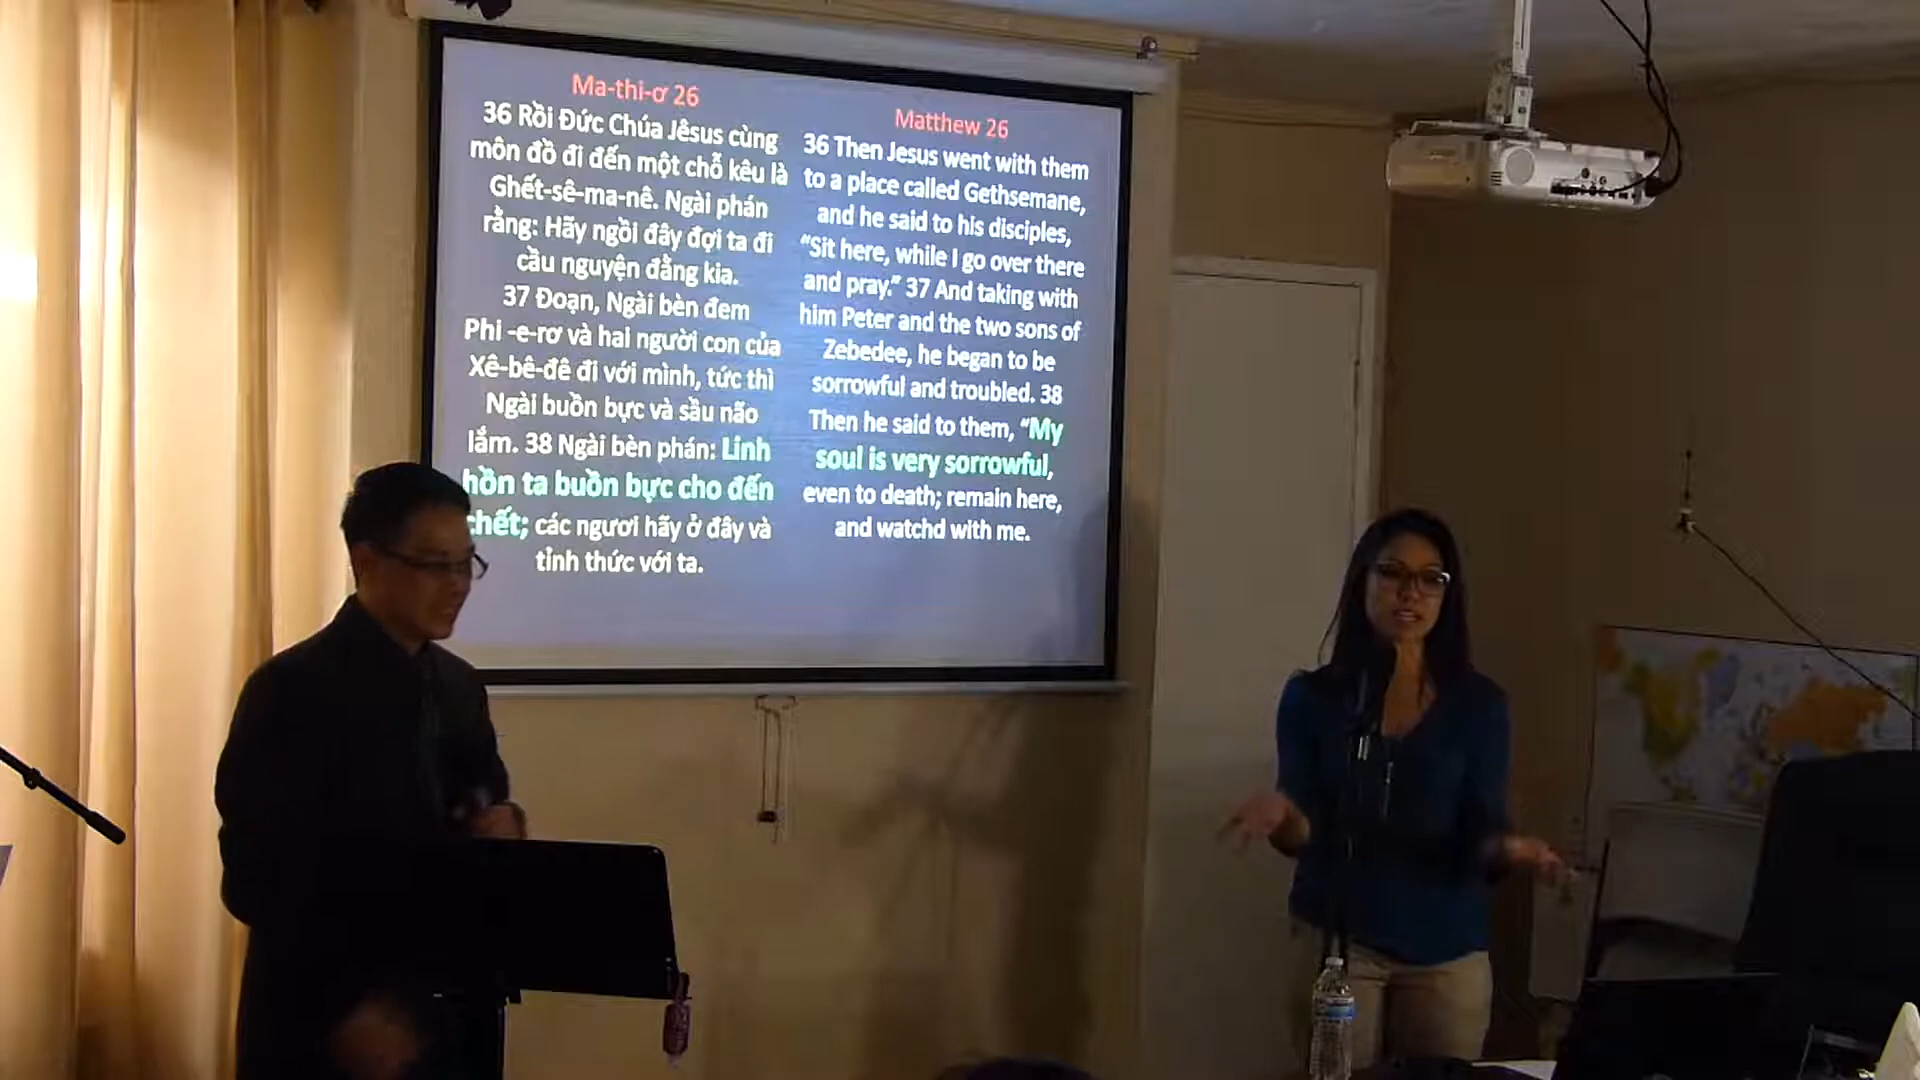 Ma-thi-ơ 26
36 Rồi Đức Chúa Jêsus cùng
môn đồ đi đến một chỗ kêu là
Ghết-sê-ma-nê. Ngài phán
rằng: Hãy ngồi đây đợi ta đi
cầu nguyện đằng kia.
37 Đoạn, Ngài bèn đem
Phi -e-rơ và hai người con của
Xê-bê-đê đi với mình, tức thì
Ngài buồn bực và sầu não
lắm. 38 Ngài bèn phán: Linh
hồn ta buồn bực cho đến
chết; các ngươi hãy ở đây và
tỉnh thức với ta.
Matthew 26
36 Then Jesus went with them
to a place called Gethsemane,
and he said to his disciples,
“Sit here, while I go over there
and pray.” 37 And taking with
him Peter and the two sons of
Zebedee, he began to be
sorrowful and troubled. 38
Then he said to them, “My
soul is very sorrowful,
even to death; remain here,
and watchd with me.